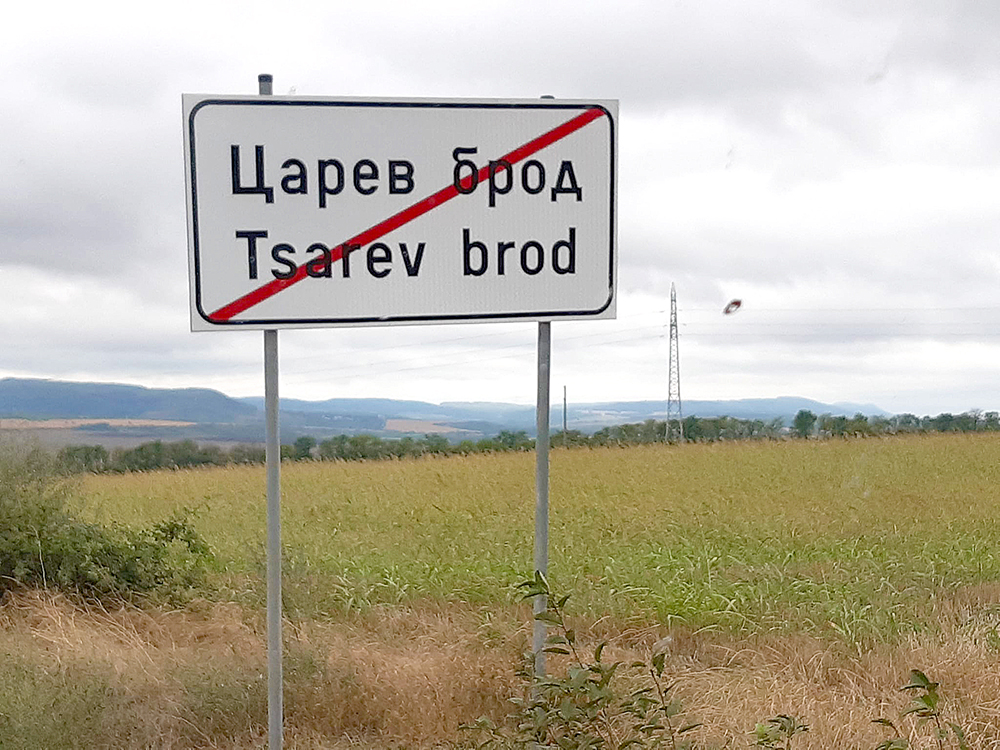 Царев брод
Tsarev brod